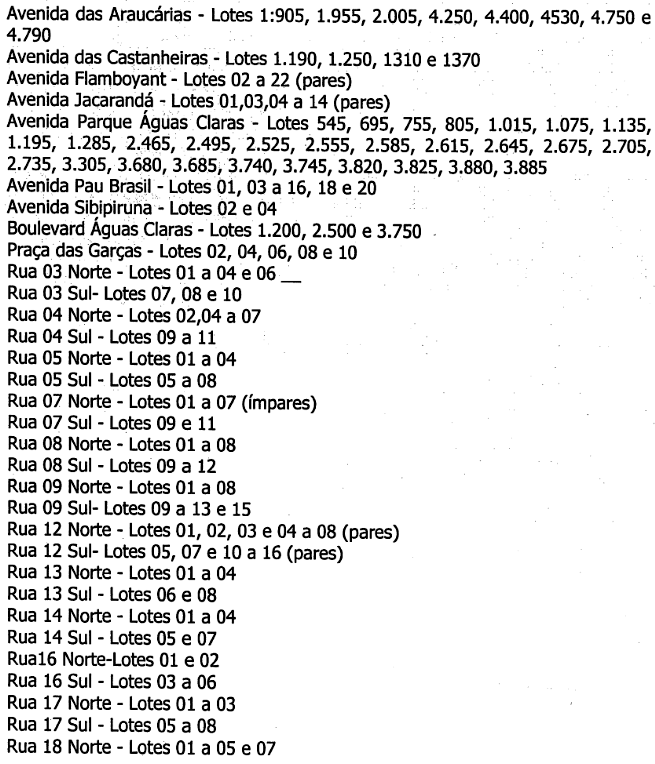 Avenida das Araucárias - Lotes 1:905, 1.955, 2.005, 4.250, 4.400, 4530, 4.750 e
4.790
Avenida das Castanheiras - Lotes 1.190, 1.250, 1310 e 1370
Avenida Flamboyant - Lotes 02 a 22 (pares)
Avenida Jacarandá - Lotes 01,03,04 a 14 (pares)
Avenida Parque Águas Claras - Lotes 545, 695, 755, 805, 1.015, 1.075, 1.135,
1.195, 1.285, 2.465, 2.495, 2.525, 2.555, 2.585, 2.615, 2.645, 2.675, 2.705,
2.735, 3.305, 3.680, 3.685, 3.740, 3.745, 3.820, 3.825, 3.880, 3.885
Avenida Pau Brasil - Lotes 01, 03 a 16, 18 e 20
Avenida Sibipiruna - Lotes 02 e 04
Boulevard Águas Claras - Lotes 1.200, 2.500 e 3.750
Praça das Garças - Lotes 02, 04, 06, 08 e 10
Rua 03 Norte - Lotes 01 a 04 e 06 __
Rua 03 Sul- Lotes 07, 08 e 10
Rua 04 Norte - Lotes 02,04 a 07
Rua 04 Sul - Lotes 09 a 11
Rua 05 Norte - Lotes 01 a 04
Rua 05 Sul - Lotes 05 a 08
Rua 07 Norte - Lotes 01 a 07 (ímpares)
Rua 07 Sul - Lotes 09 e 11
Rua 08 Norte - Lotes 01 a 08
Rua 08 Sul - Lotes 09 a 12
Rua 09 Norte - Lotes 01 a 08
Rua 09 Sul- Lotes 09 a 13 e 15
Rua 12 Norte - Lotes 01, 02, 03 e 04 a 08 (pares)
Rua 12 Sul- Lotes 05, 07 e 10 a 16 (pares)
Rua 13 Norte - Lotes 01 a 04
Rua 13 Sul - Lotes 06 e 08
Rua 14 Norte - Lotes 01 a 04
Rua 14 Sul - Lotes 05 e 07
Rua16 Norte-Lotes 01 e 02
Rua 16 Sul - Lotes 03 a 06
Rua 17 Norte - Lotes 01 a 03
Rua 17 Sul - Lotes 05 a 08
Rua 18 Norte - Lotes 01 a 05 e 07